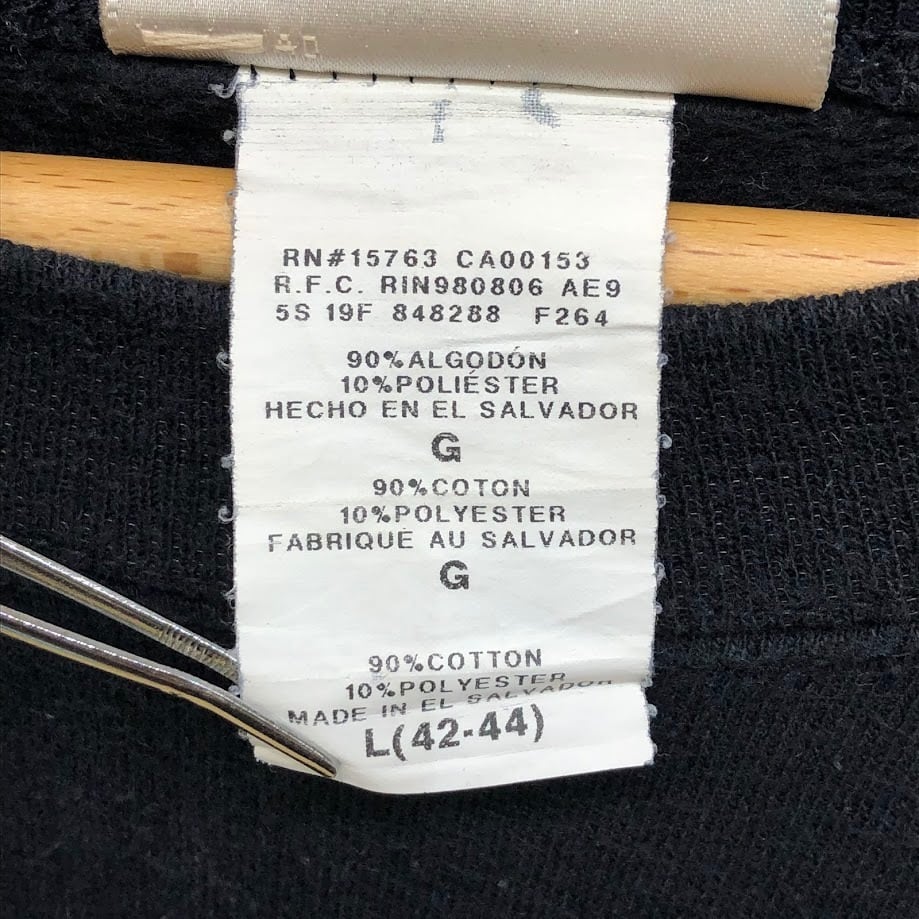 RN#15763 CA00153
R.F.C. RIN980806 AE9
5S 19F 848288 F264
90%ALGODÓN
10%POLIÉSTER
HECHO EN EL SALVADOR
G
90%COTON
10%POLYESTER
FABRIQUÉ AU SALVADOR
G
90%COTTON
10%POLYESTER
MADE IN EL SALVADOR
L(42-44)